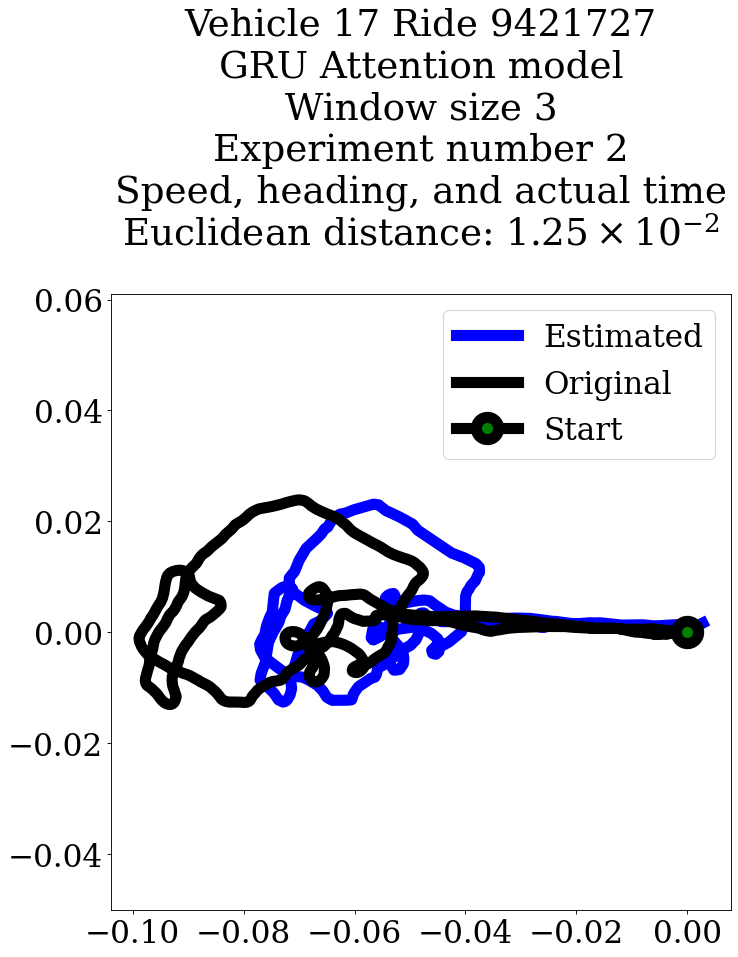 Vehicle 17 Ride 9421727
GRU Attention model
Window size 3
Experiment number 2
Speed, heading, and actual time
Euclidean distance: 1.25 × 10⁻²
Estimated
Original
Start
0.06
0.04
0.02
0.00
−0.02
−0.04
−0.10 −0.08 −0.06 −0.04 −0.02 0.00